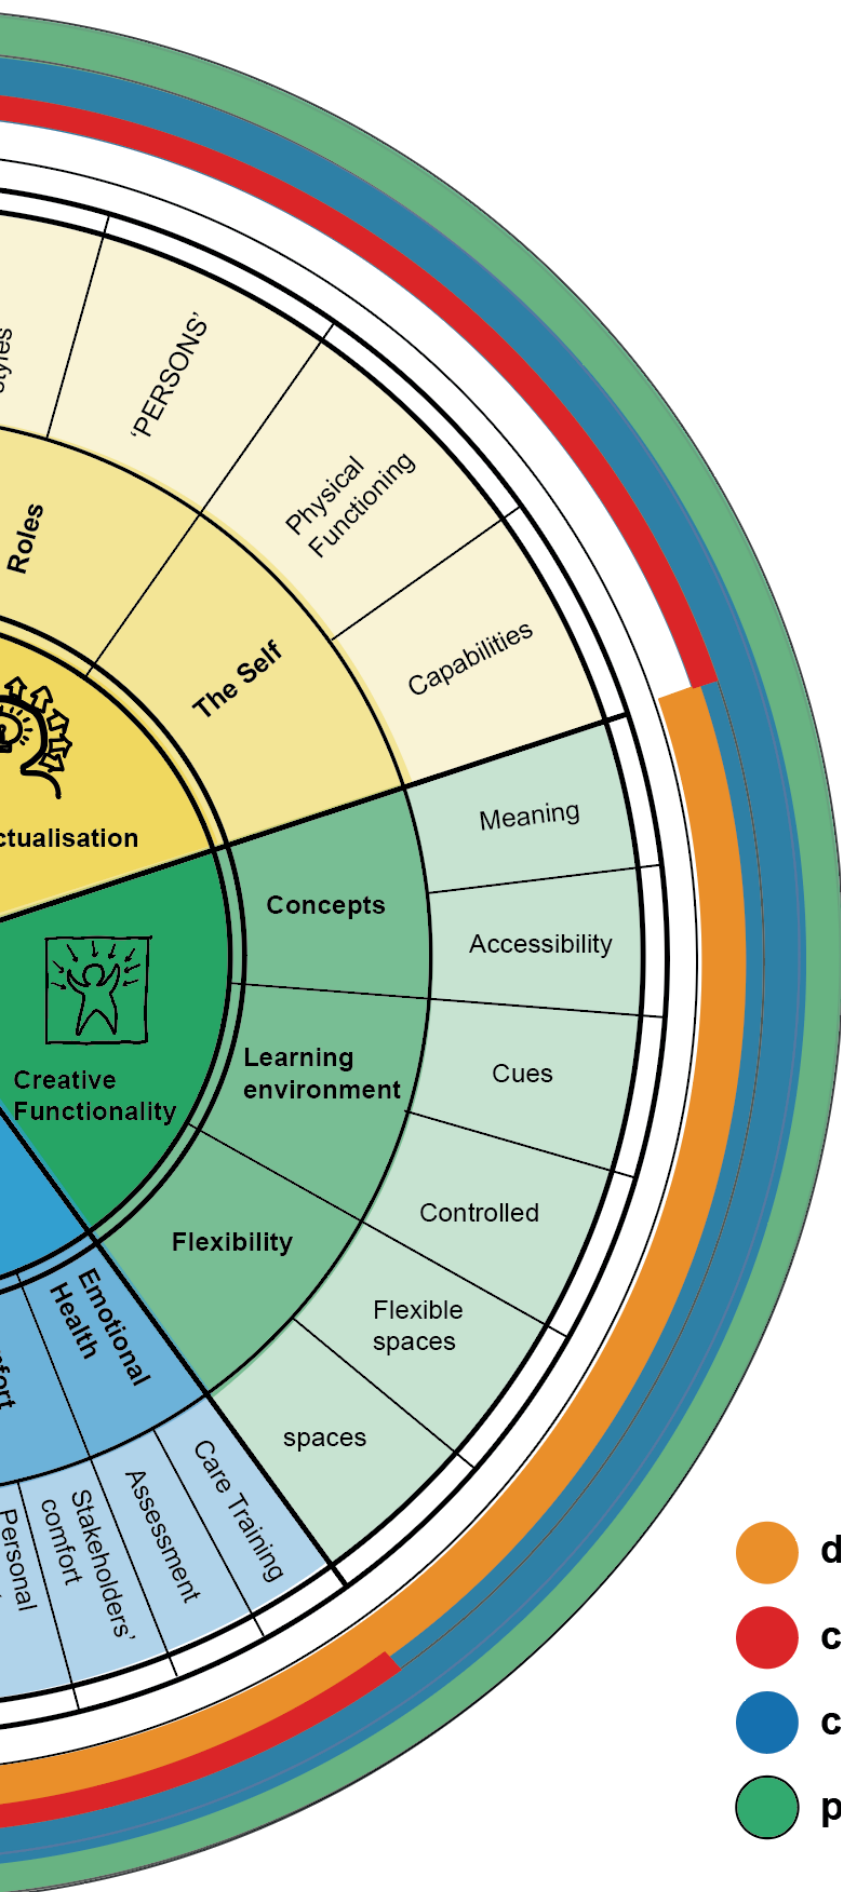 'PERSONS'
Physical
Functioning
Capabilities
Roles
The Self
Meaning
Concepts
Accessibility
Learning
environment
Cues
Creative
Functionality
Controlled
Flexibility
Flexible
spaces
spaces
Emotional
Health
Care Training
Assessment
Stakeholders'
comfort
Personal
d
c
c
p